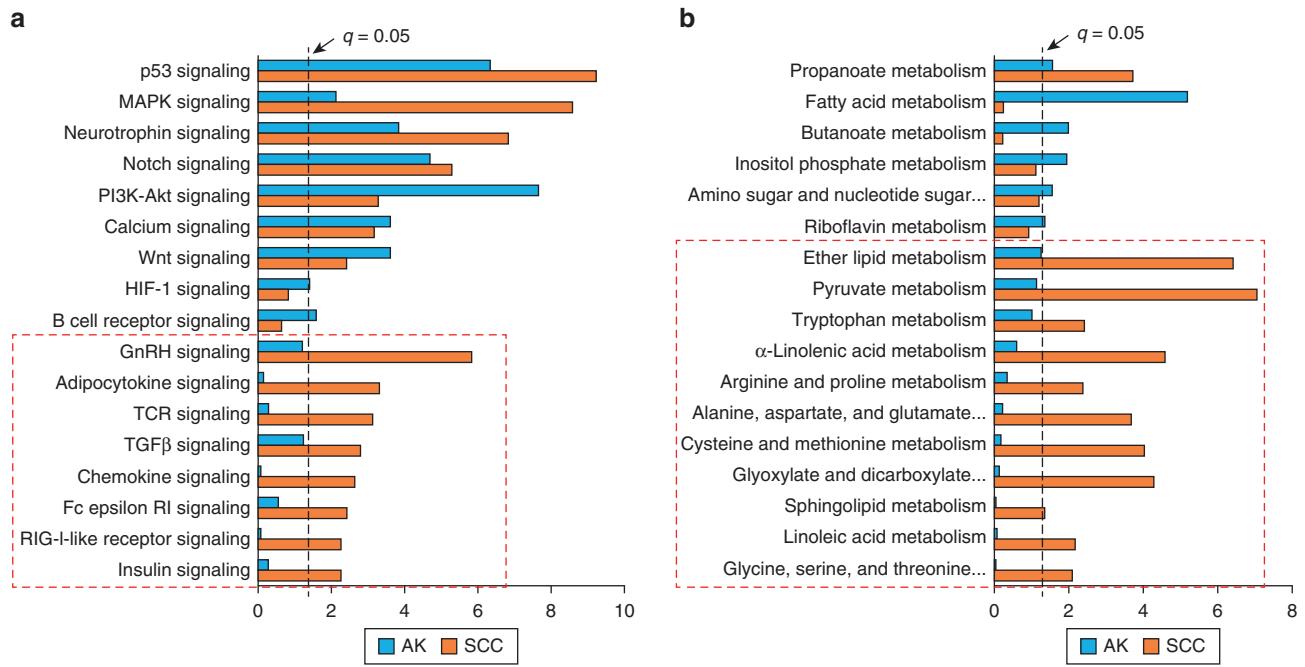 a
q = 0.05
p53 signaling
MAPK signaling
Neurotrophin signaling
Notch signaling
PI3K-Akt signaling
Calcium signaling
Wnt signaling
HIF-1 signaling
B cell receptor signaling
GnRH signaling
Adipocytokine signaling
TCR signaling
TGFβ signaling
Chemokine signaling
Fc epsilon RI signaling
RIG-I-like receptor signaling
Insulin signaling
0 2 4 6 8 10
AK SCC
b
q = 0.05
Propanoate metabolism
Fatty acid metabolism
Butanoate metabolism
Inositol phosphate metabolism
Amino sugar and nucleotide sugar...
Riboflavin metabolism
Ether lipid metabolism
Pyruvate metabolism
Tryptophan metabolism
α-Linolenic acid metabolism
Arginine and proline metabolism
Alanine, aspartate, and glutamate...
Cysteine and methionine metabolism
Glyoxylate and dicarboxylate...
Sphingolipid metabolism
Linoleic acid metabolism
Glycine, serine, and threonine...
0 2 4 6 8
AK SCC